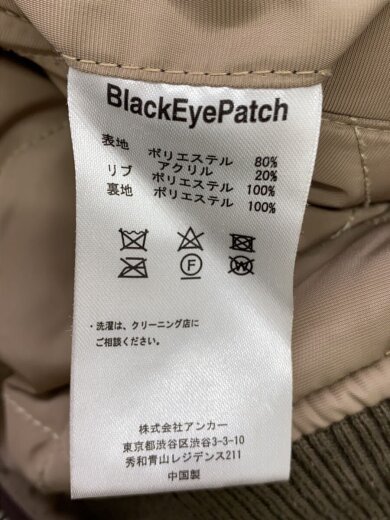 BlackEyePatch
表地 ポリエステル 80%
アクリル 20%
リブ ポリエステル 100%
裏地 ポリエステル 100%
F
W
・洗濯は、クリーニング店に
ご相談ください。
株式会社アンカー
東京都渋谷区渋谷3-3-10
秀和青山レジデンス211
中国製